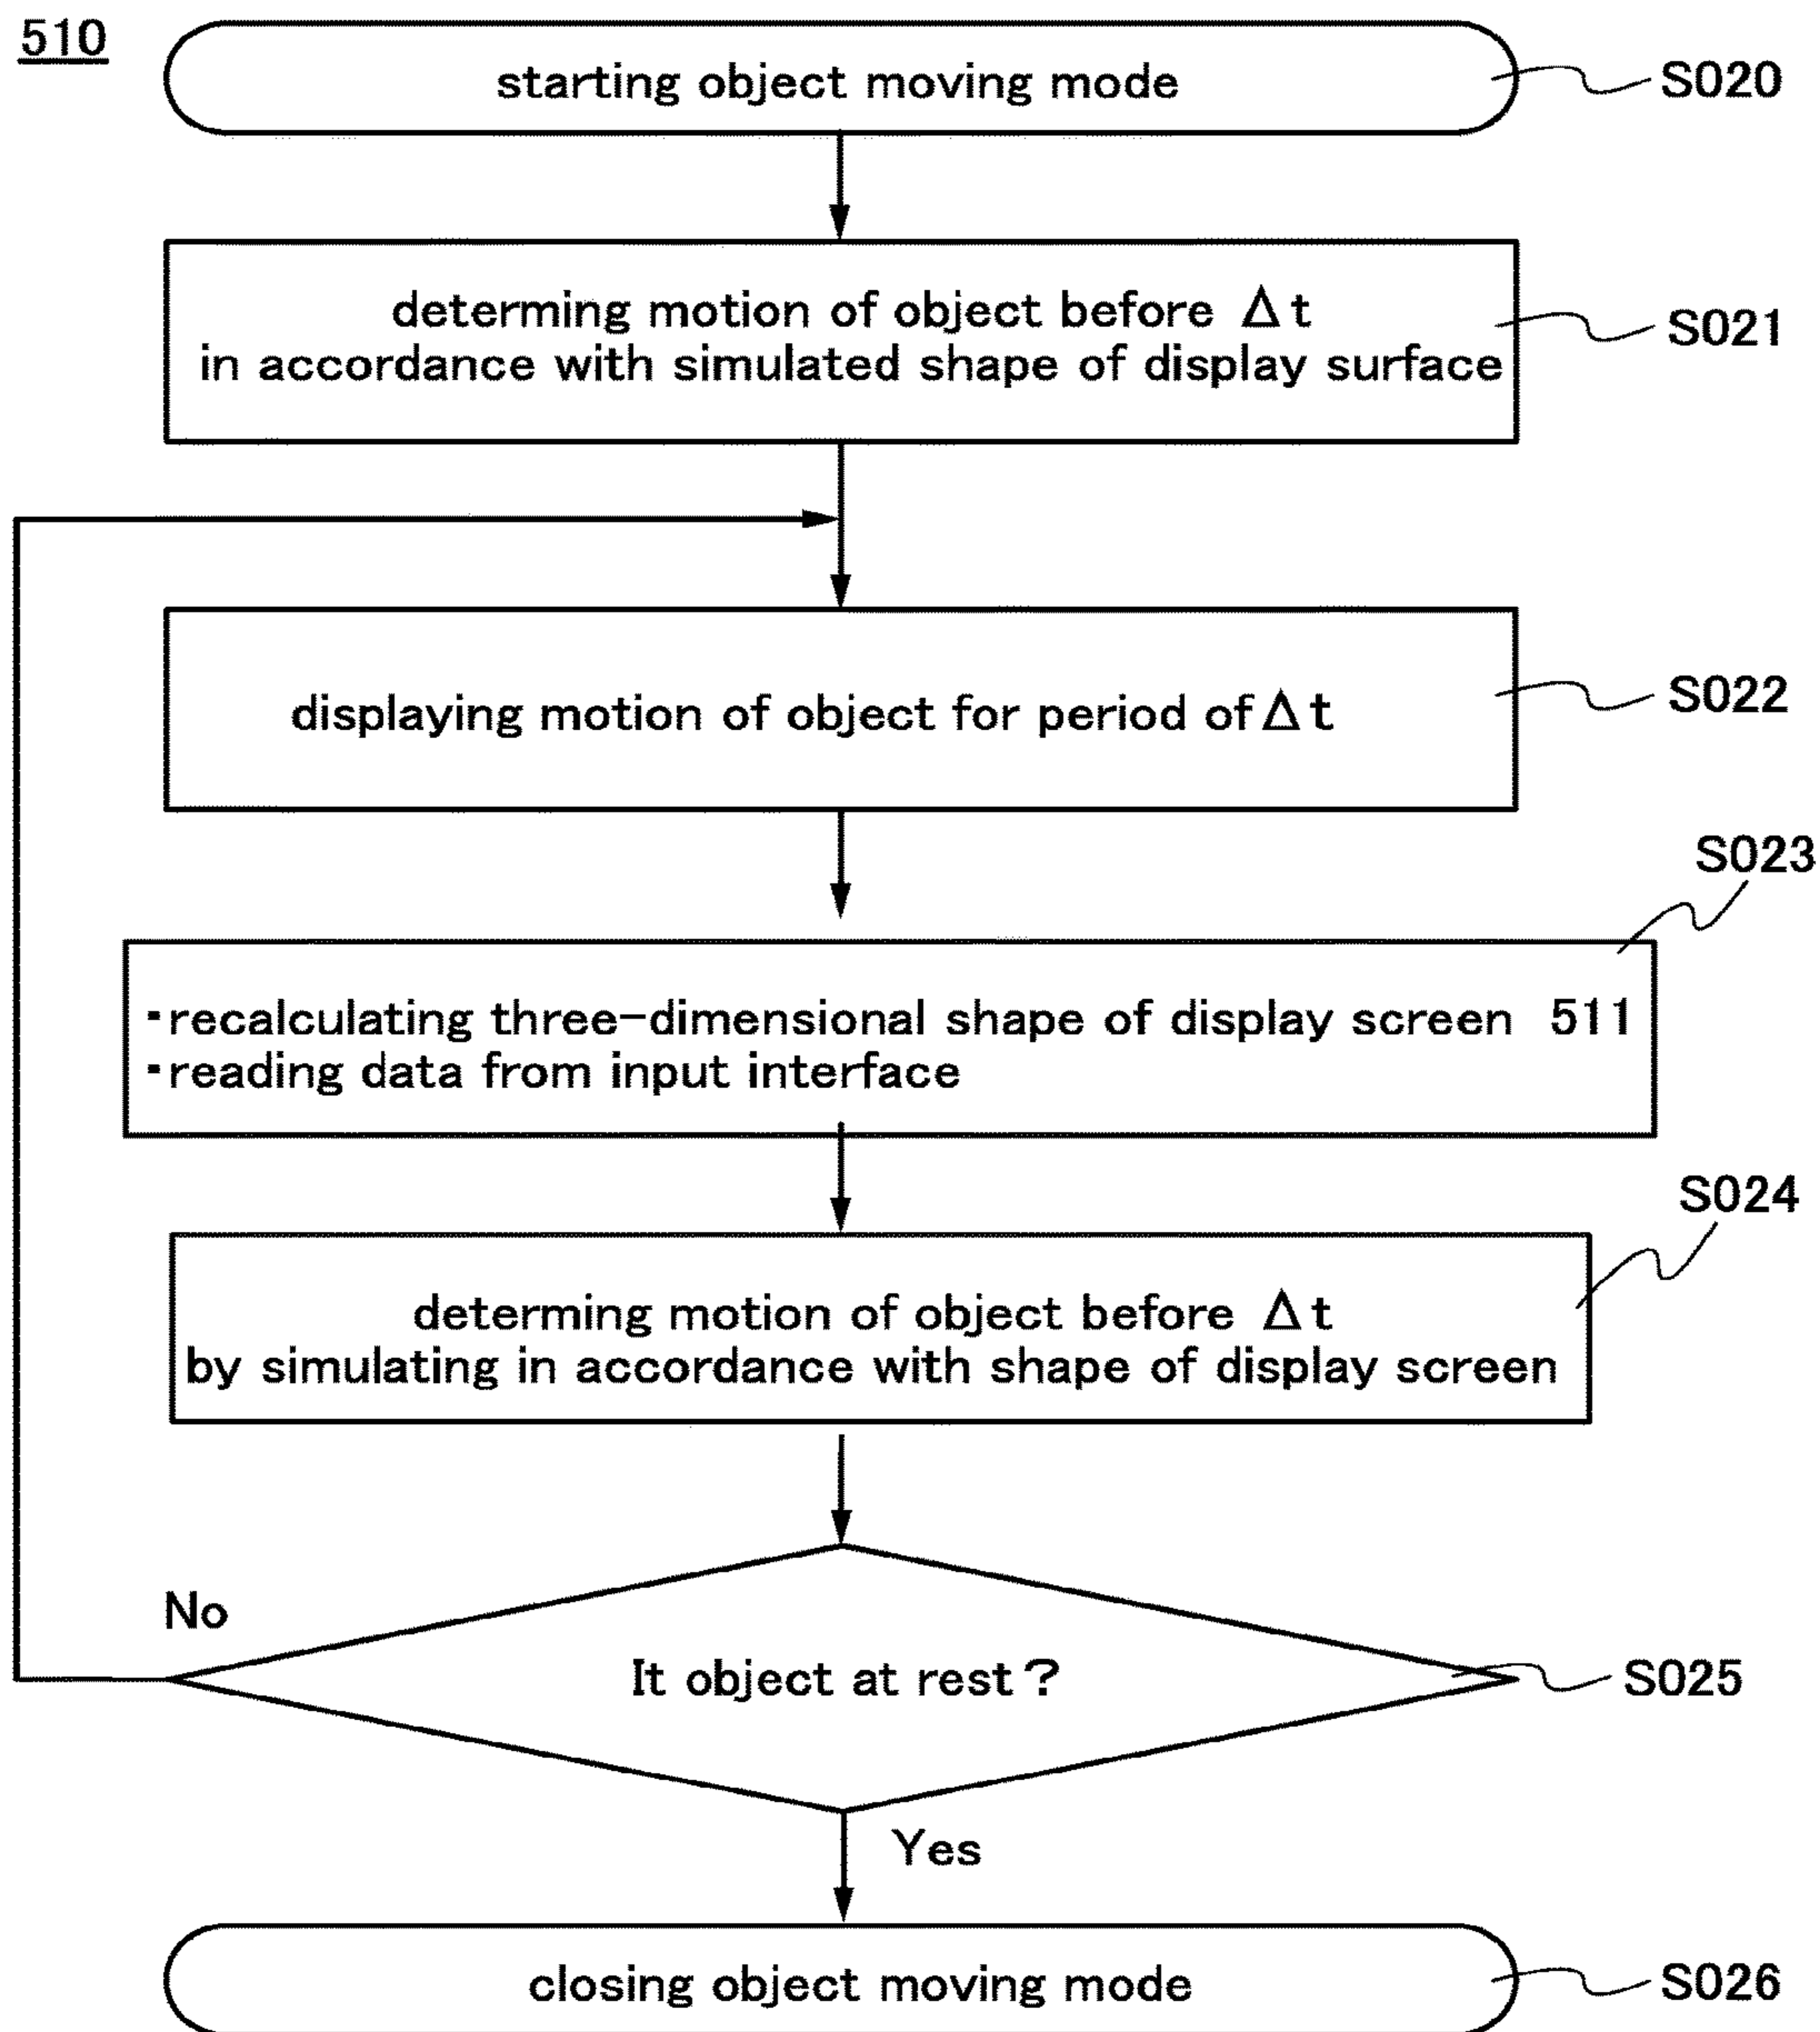 510
starting object moving mode
S020
determing motion of object before Δt
in accordance with simulated shape of display surface
S021
displaying motion of object for period of Δt
S022
S023
･recalculating three-dimensional shape of display screen 511
･reading data from input interface
S024
determing motion of object before Δt
by simulating in accordance with shape of display screen
No
It object at rest?
S025
Yes
closing object moving mode
S026